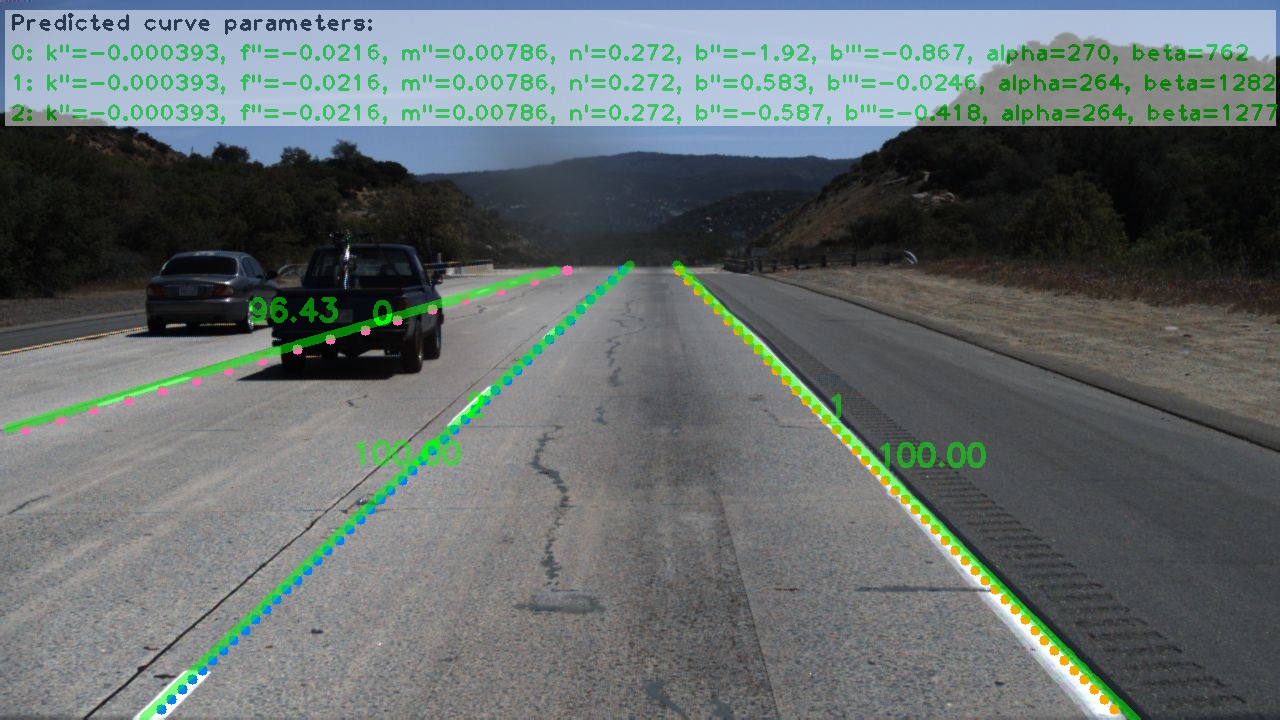 Predicted curve parameters:
0: k''=-0.000393, f''=-0.0216, m''=0.00786, n'=0.272, b''=-1.92, b'''=-0.867, alpha=270, beta=762
1: k''=-0.000393, f''=-0.0216, m''=0.00786, n'=0.272, b''=0.583, b'''=-0.0246, alpha=264, beta=1282
2: k''=-0.000393, f''=-0.0216, m''=0.00786, n'=0.272, b''=-0.587, b'''=-0.418, alpha=264, beta=1277
96.43 0
2 1
100.00 100.00